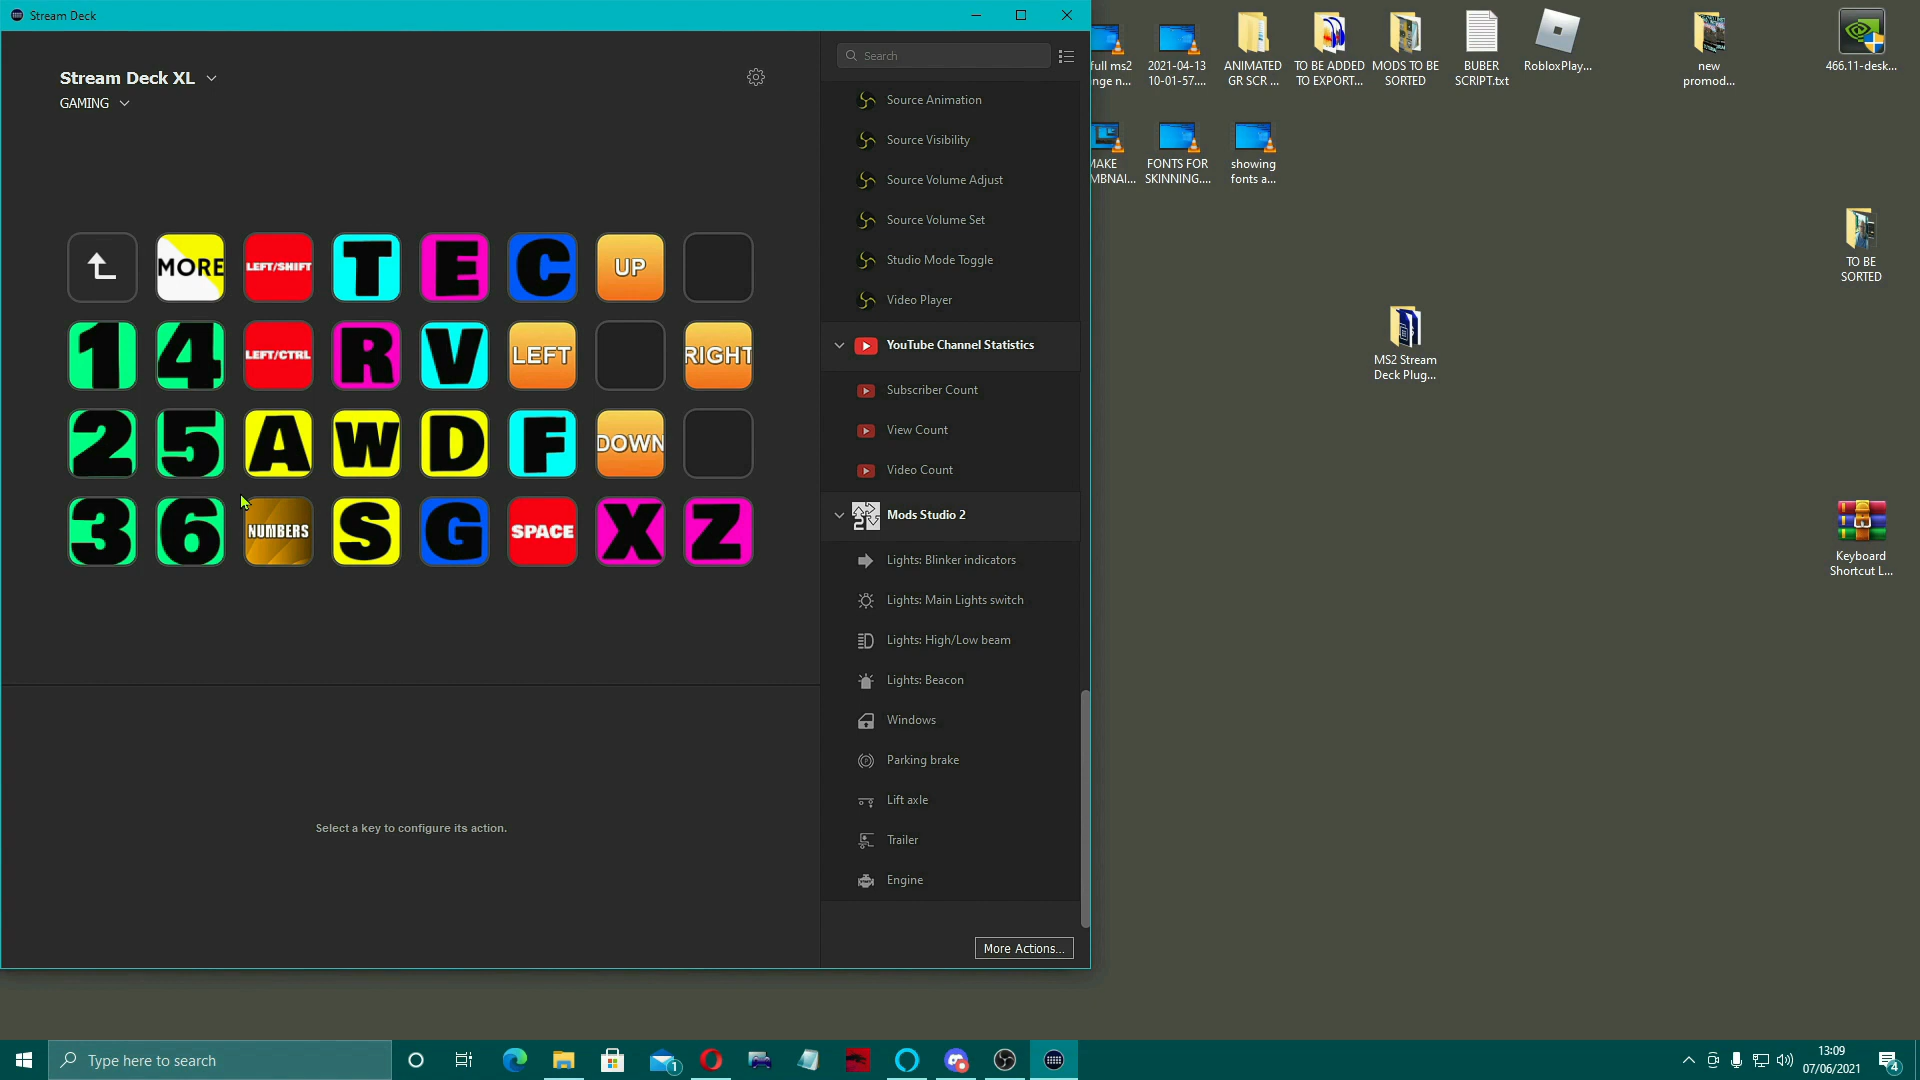 Stream Deck
Stream Deck XL
GAMING
MORE
LEFT/SHIFT
T
E
C
UP
1
4
LEFT/CTRL
R
V
LEFT
RIGHT
2
5
A
W
D
F
DOWN
3
6
NUMBERS
S
G
SPACE
X
Z
Select a key to configure its action.
Search
Source Animation
Source Visibility
Source Volume Adjust
Source Volume Set
Studio Mode Toggle
Video Player
YouTube Channel Statistics
Subscriber Count
View Count
Video Count
Mods Studio 2
Lights: Blinker indicators
Lights: Main Lights switch
Lights: High/Low beam
Lights: Beacon
Windows
Parking brake
Lift axle
Trailer
Engine
More Actions...
full ms2
nge n...
2021-04-13
10-01-57....
ANIMATED
GR SCR ...
TO BE ADDED
TO EXPORT...
MODS TO BE
SORTED
BUBER
SCRIPT.txt
RobloxPlay...
new
promod...
466.11-desk...
MAKE
MBNAI...
FONTS FOR
SKINNING....
showing
fonts a...
TO BE
SORTED
MS2 Stream
Deck Plug...
Keyboard
Shortcut L...
Type here to search
1
13:09
07/06/2021
4